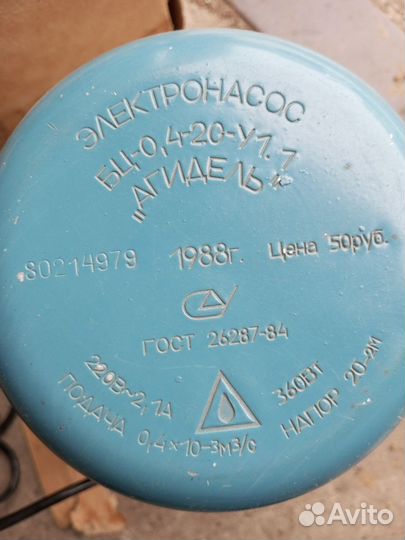 ЭЛЕКТРОНАСОС
БЦ-0,4-20-У1.1
"АГИДЕЛЬ"
80214979 1988г. Цена 50руб.
ГОСТ 26287-84
220В~2,1А 360Вт
ПОДАЧА 0,4×10-3м3/с НАПОР 20-2М
Avito